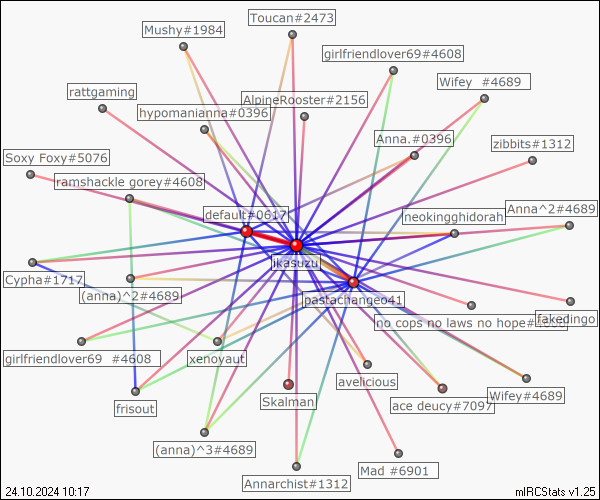 Toucan#2473
Mushy#1984
girlfriendlover69#4608
Wifey #4689
rattgaming
AlpineRooster#2156
hypomanianna#0396
Anna.#0396
zibbits#1312
Soxy Foxy#5076
ramshackle gorey#4608
default#0617
neokingghidorah
Anna^2#4689
jikasuzu
Cypha#1717
(anna)^2#4689
pastachangeo41
no cops no laws no hope#
fakedingo
girlfriendlover69 #4608
xenoyaut
avelicious
Wifey#4689
frisout
Skalman
ace deucy#7097
(anna)^3#4689
Mad #6901
Annarchist#1312
24.10.2024 10:17
mIRCStats v1.25